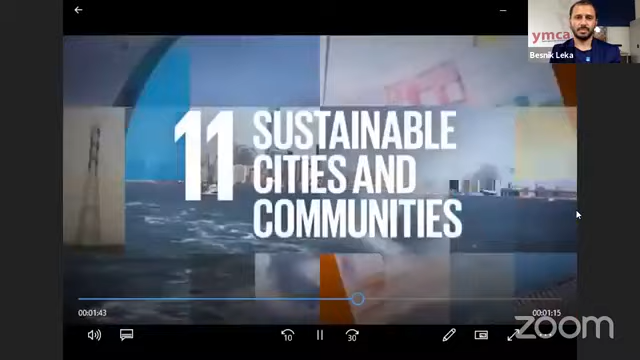 ymca
Besnik Leka
11 SUSTAINABLE
CITIES AND
COMMUNITIES
00:01:43
00:01:15
10
30
zoom